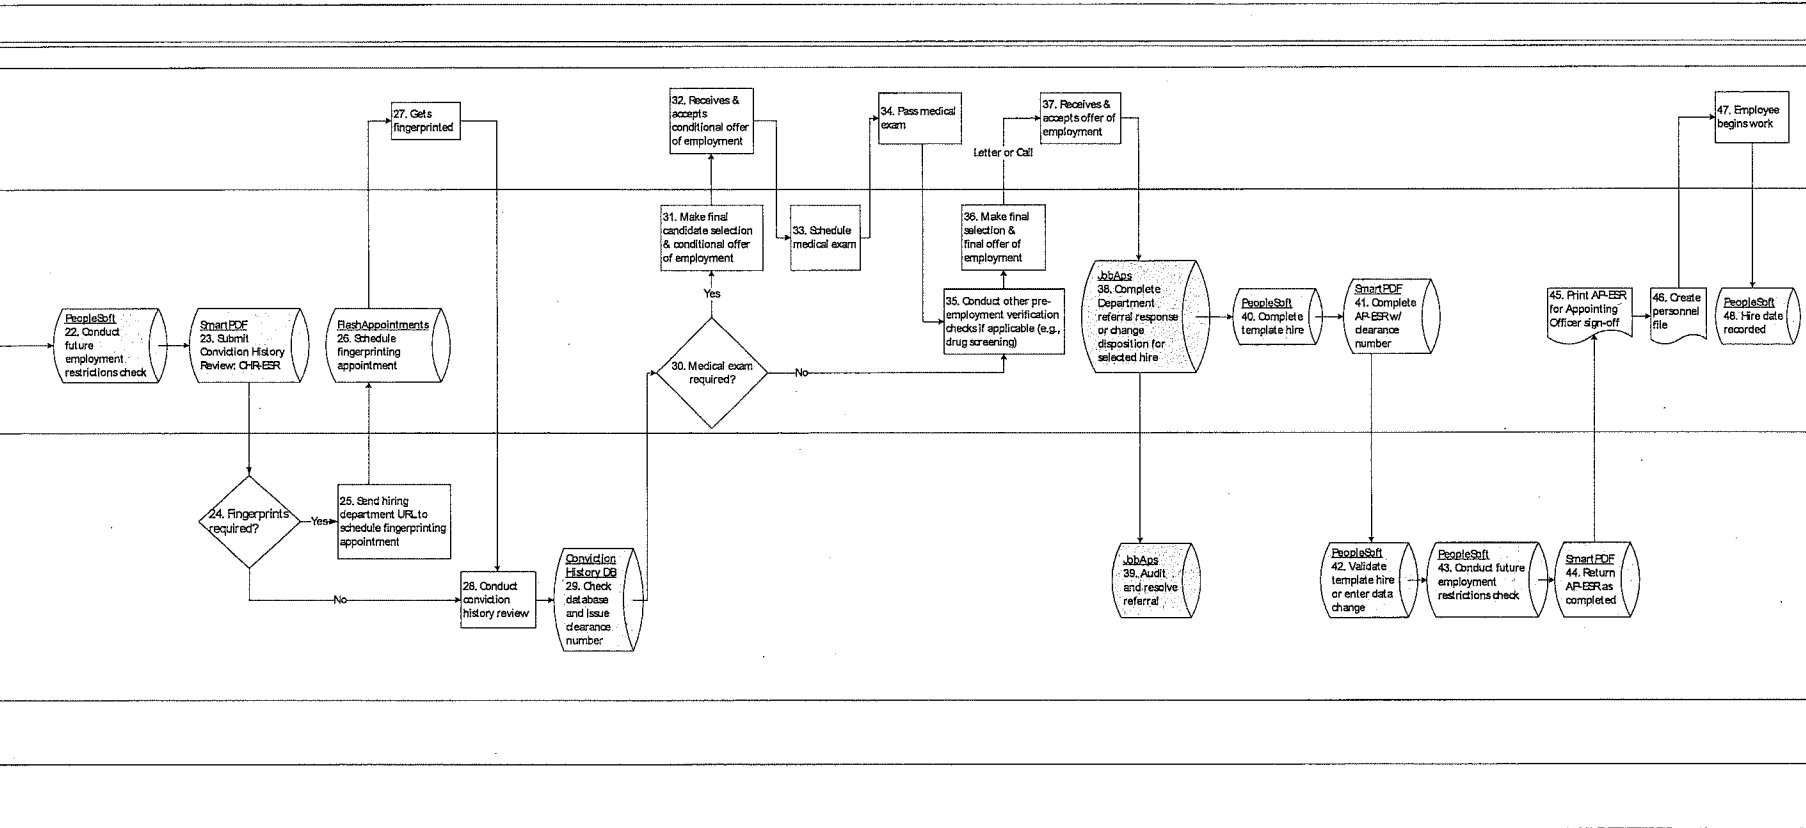 PeopleSoft
22. Conduct
future
employment
restrictions check
SmartPDF
23. Submit
Conviction History
Review: CHR-ESR
24. Fingerprints
required?
Yes
No
25. Send hiring
department URL to
schedule fingerprinting
appointment
FlashAppointments
26. Schedule
fingerprinting
appointment
27. Gets
fingerprinted
28. Conduct
conviction
history review
Conviction
History DB
29. Check
database
and issue
clearance
number
30. Medical exam
required?
Yes
No
31. Make final
candidate selection
& conditional offer
of employment
32. Receives &
accepts
conditional offer
of employment
33. Schedule
medical exam
34. Pass medical
exam
35. Conduct other pre-
employment verification
checks if applicable (e.g.,
drug screening)
36. Make final
selection &
final offer of
employment
Letter or Call
37. Receives &
accepts offer of
employment
JobAps
38. Complete
Department
referral response
or change
disposition for
selected hire
JobAps
39. Audit
and resolve
referral
PeopleSoft
40. Complete
template hire
SmartPDF
41. Complete
AP-ESR w/
clearance
number
PeopleSoft
42. Validate
template hire
or enter data
change
PeopleSoft
43. Conduct future
employment
restrictions check
SmartPDF
44. Return
AP-ESR as
completed
45. Print AP-ESR
for Appointing
Officer sign-off
46. Create
personnel
file
47. Employee
begins work
PeopleSoft
48. Hire date
recorded